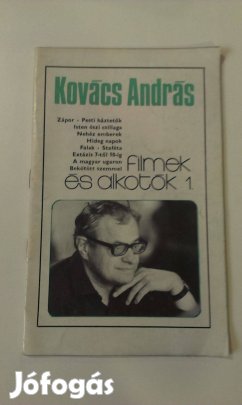 Kovács András
Zápor - Pesti háztetők
Isten őszi csillaga
Nehéz emberek
Hideg napok
Falak - Staféta
Extázis 7-től 10-ig
A magyar ugaron
Bekötött szemmel
filmek
és alkotók 1.
Jófogás